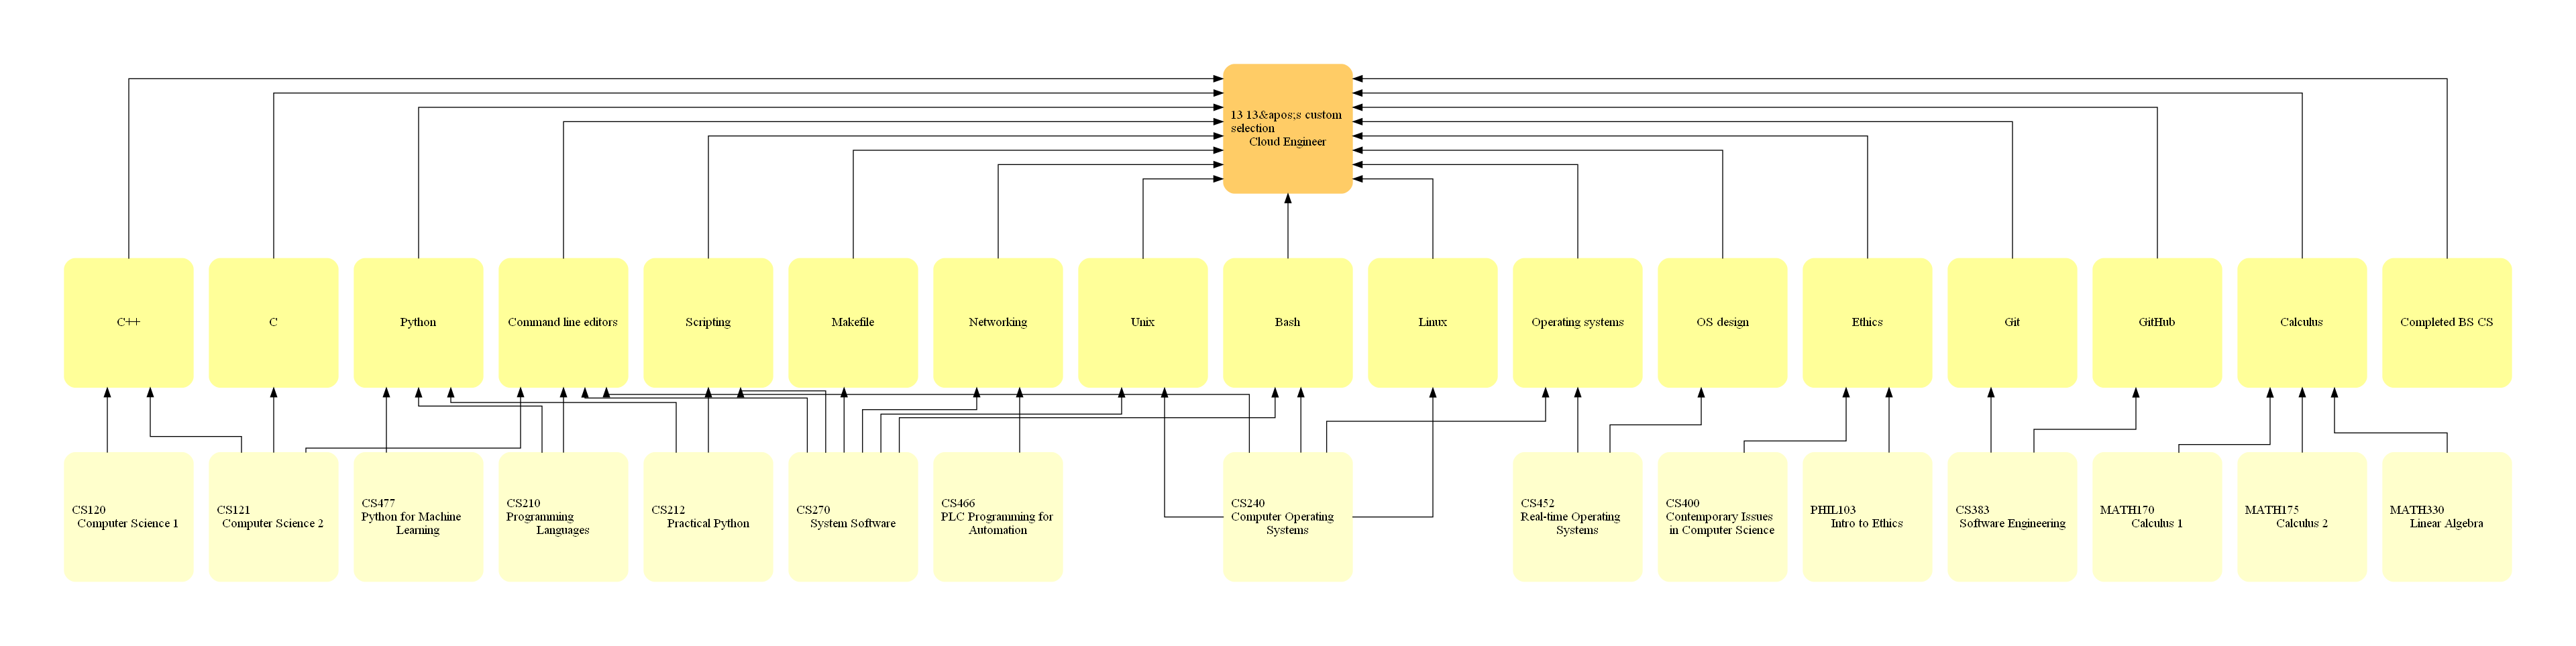 13 13&apos;s custom
selection
Cloud Engineer
C++
C
Python
Command line editors
Scripting
Makefile
Networking
Unix
Bash
Linux
Operating systems
OS design
Ethics
Git
GitHub
Calculus
Completed BS CS
CS120
Computer Science 1
CS121
Computer Science 2
CS477
Python for Machine
Learning
CS210
Programming
Languages
CS212
Practical Python
CS270
System Software
CS466
PLC Programming for
Automation
CS240
Computer Operating
Systems
CS452
Real-time Operating
Systems
CS400
Contemporary Issues
in Computer Science
PHIL103
Intro to Ethics
CS383
Software Engineering
MATH170
Calculus 1
MATH175
Calculus 2
MATH330
Linear Algebra